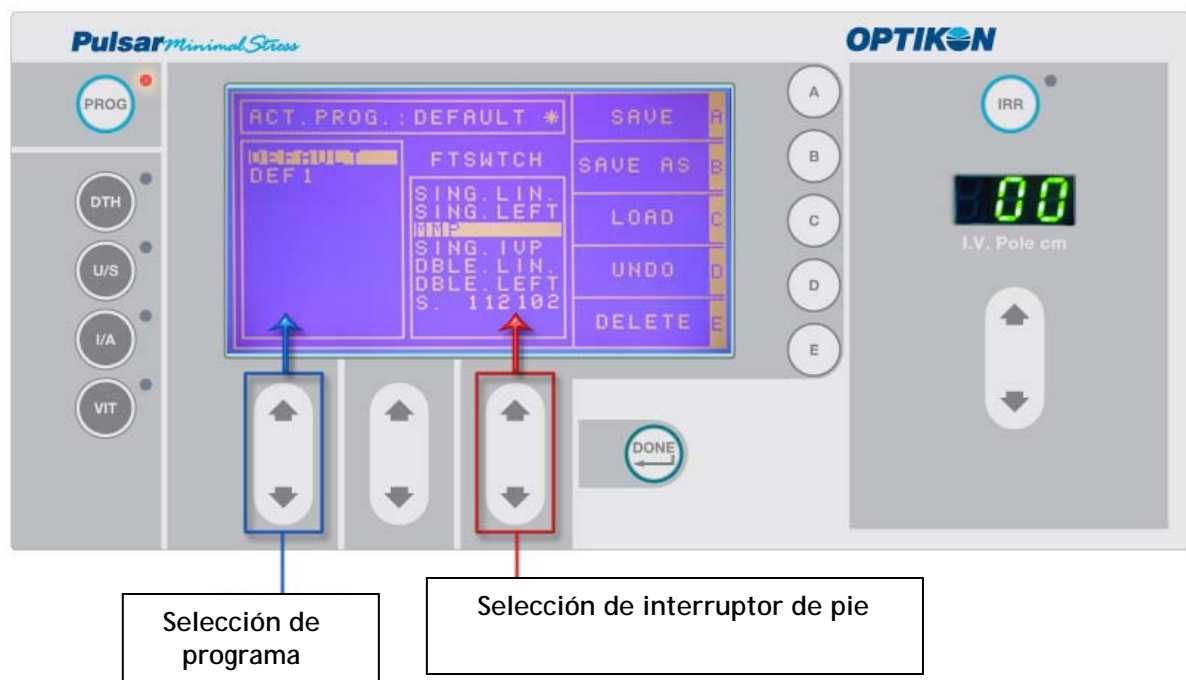 Pulsar Minimal Stress
OPTIKON
PROG
DTH
U/S
I/A
VIT
ACT.PROG.:DEFAULT *
DEFAULT
DEF1
FTSWTCH
SING.LIN.
SING.LEFT
MMP
SING.IVP
DBLE.LIN.
DBLE.LEFT
S. 112102
SAVE A
SAVE AS B
LOAD C
UNDO D
DELETE E
A
B
C
D
E
DONE
IRR
00
I.V. Pole cm
Selección de
programa
Selección de interruptor de pie